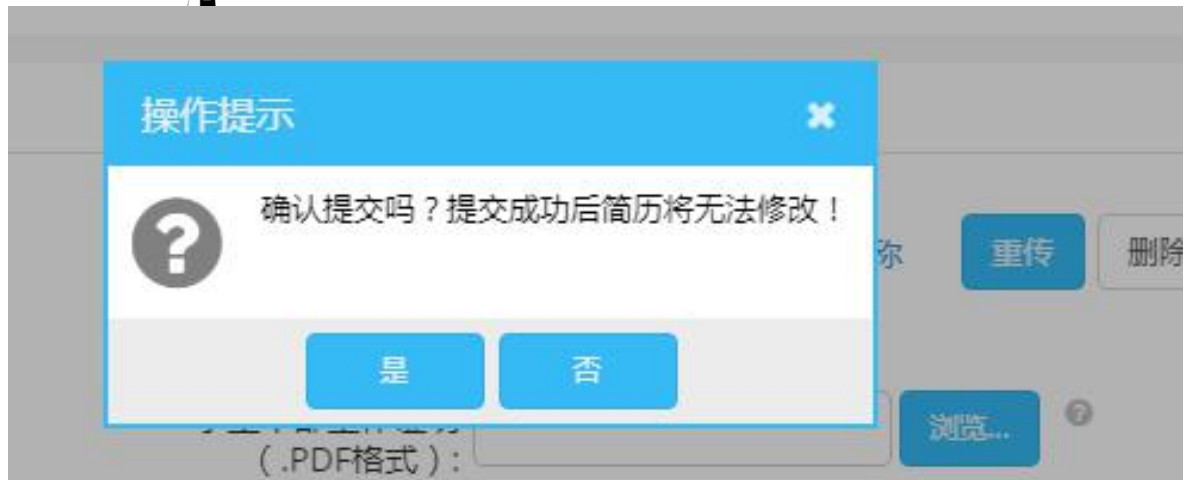 操作提示
确认提交吗？提交成功后简历将无法修改！
重传
删除
是
否
浏览...
（.PDF格式）：